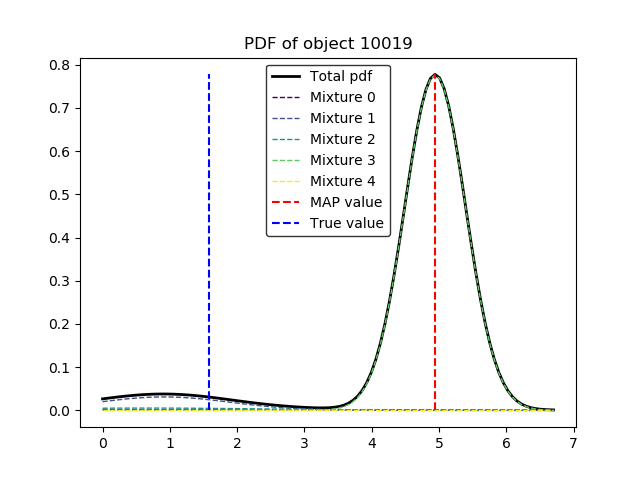 PDF of object 10019
0.8
0.7
0.6
0.5
0.4
0.3
0.2
0.1
0.0
Total pdf
Mixture 0
Mixture 1
Mixture 2
Mixture 3
Mixture 4
MAP value
True value
0 1 2 3 4 5 6 7